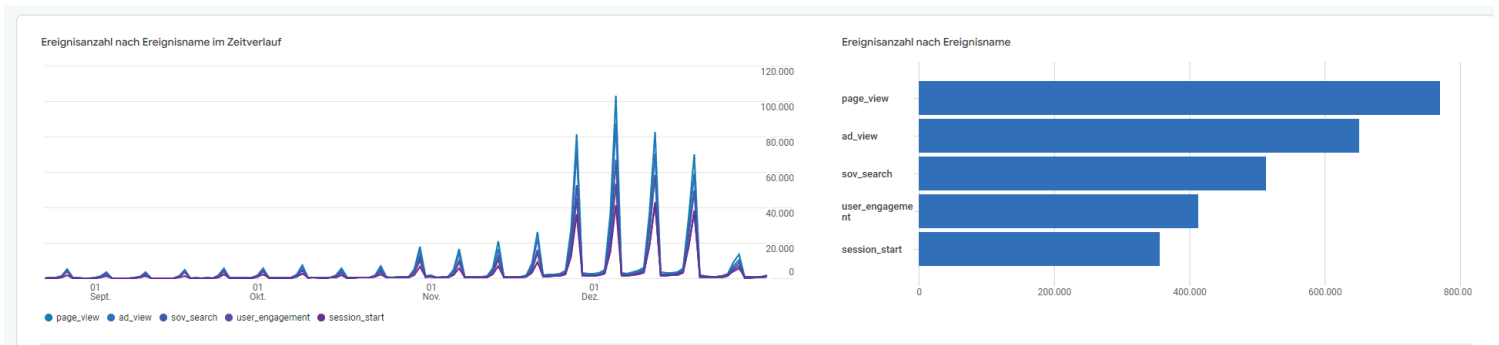 Ereignisanzahl nach Ereignisname im Zeitverlauf
120.000
100.000
80.000
60.000
40.000
20.000
0
01
Sept.
01
Okt.
01
Nov.
01
Dez.
page_view
ad_view
sov_search
user_engagement
session_start
Ereignisanzahl nach Ereignisname
page_view
ad_view
sov_search
user_engageme
nt
session_start
0
200.000
400.000
600.000
800.00